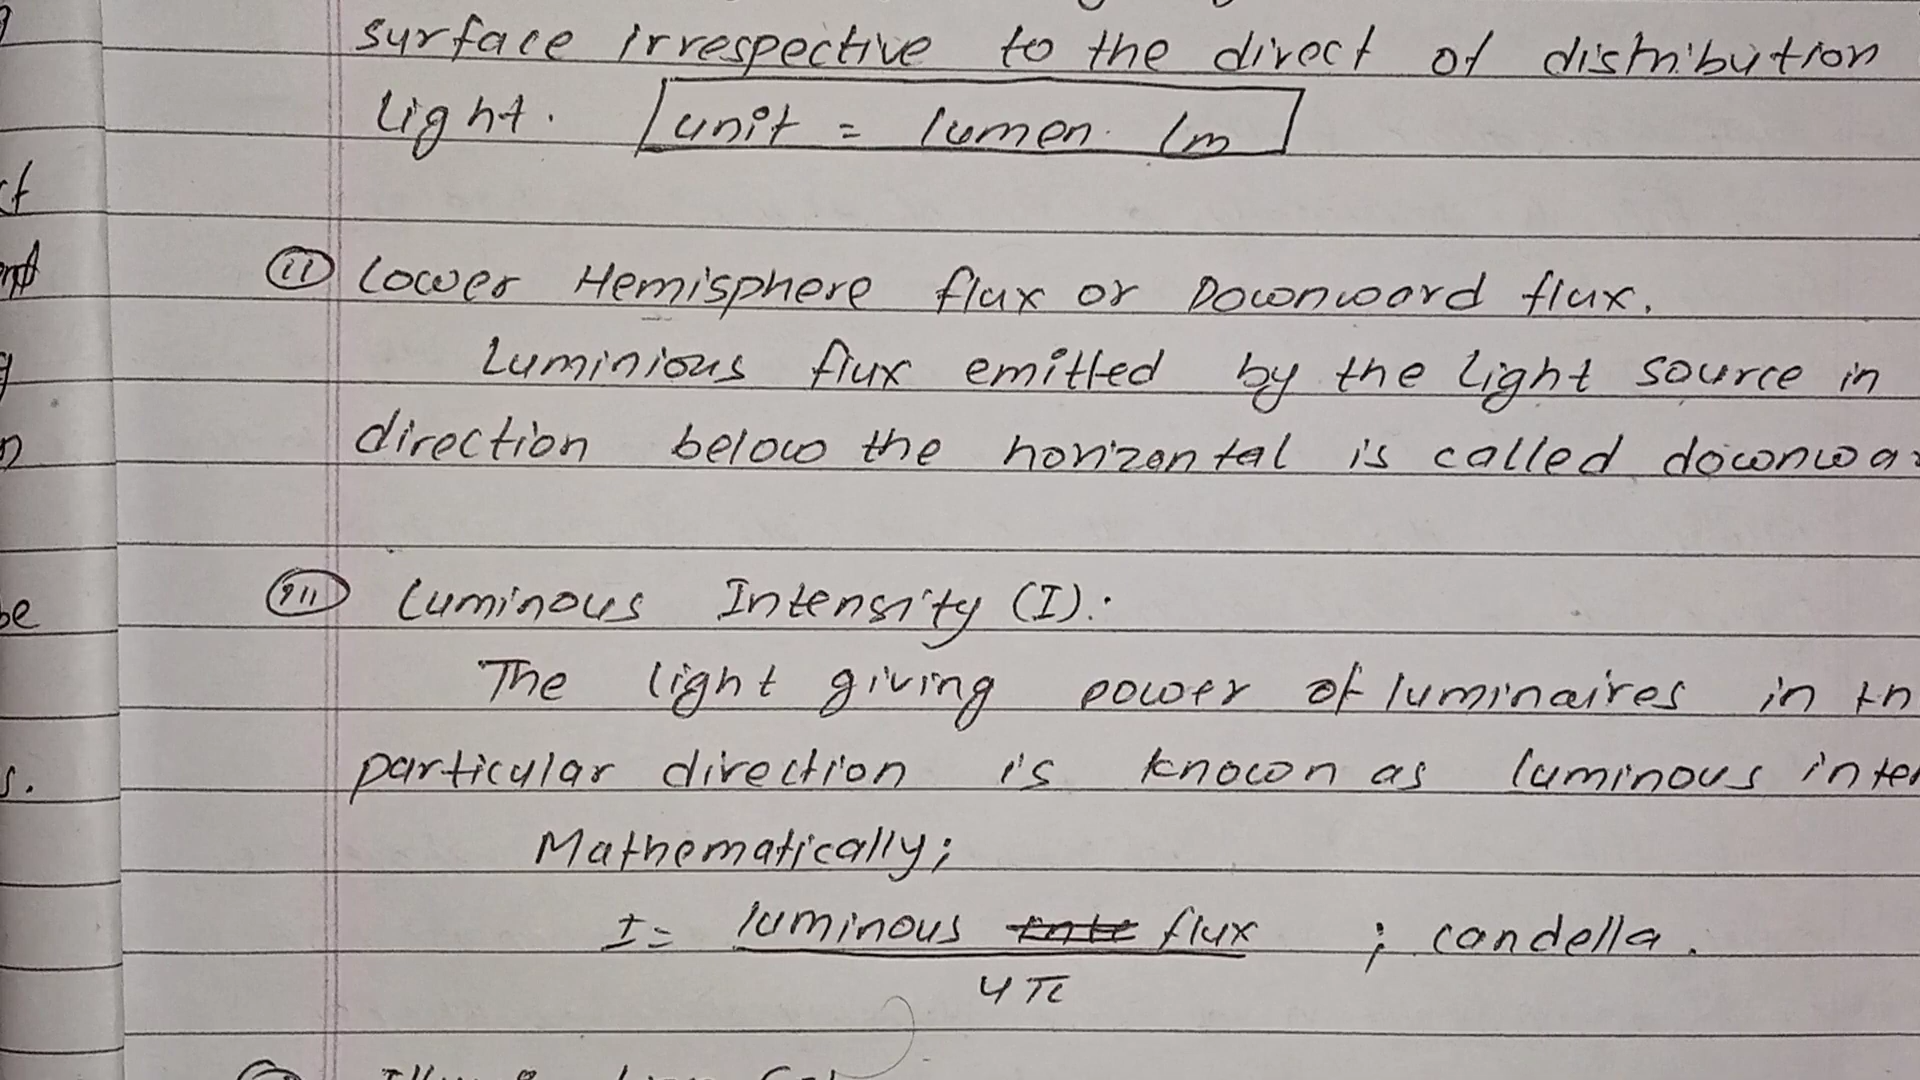 surface irrespective to the direct of distribution
light. unit = lumen. lm
(ii) Lower Hemisphere flux or Downward flux.
Luminious flux emitted by the light source in
direction below the horizontal is called downwa
(iii) Luminous Intensity (I):
The light giving power of luminaires in
particular direction is known as luminous inte
Mathematically;
I = luminous flux ; candella.
4π
be
s.